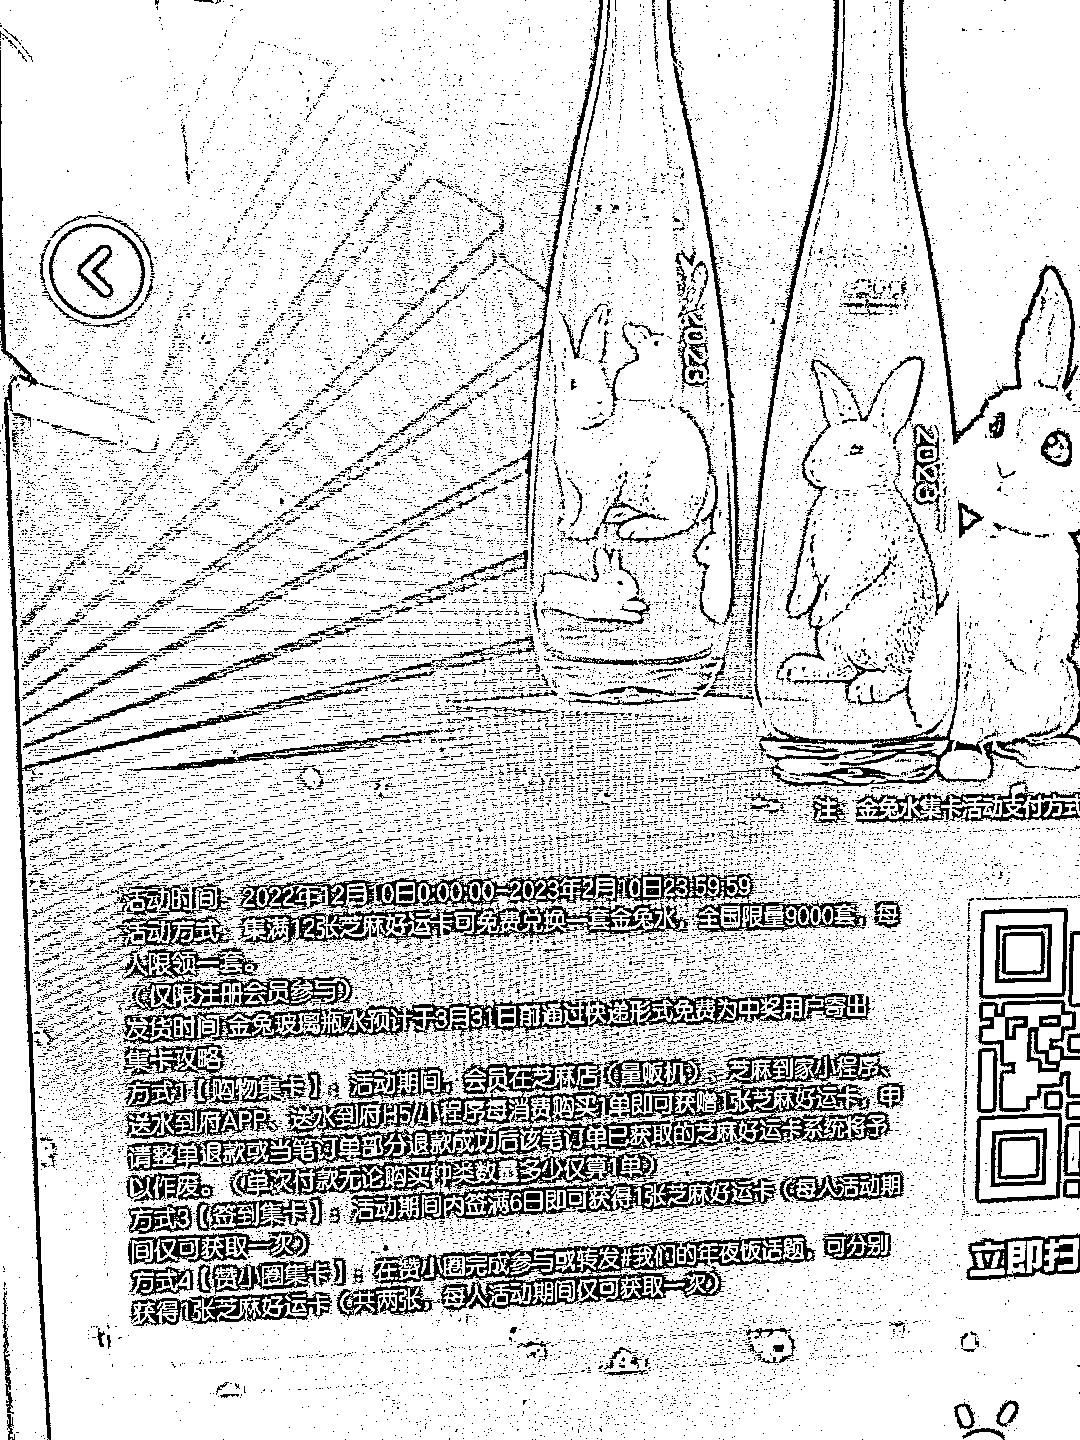 2023
2023
注：金兔水集卡活动支付方式
活动时间：2022年12月10日0:00:00-2023年2月10日23:59:59
活动方式：集满12张芝麻好运卡可免费兑换一套金兔水，全国限量9000套，每
人限领一套。
（仅限注册会员参与）
发货时间:金兔玻璃瓶水预计于3月31日前通过快递形式免费为中奖用户寄出
集卡攻略
方式1【购物集卡】：活动期间，会员在芝麻店（量贩机）、芝麻到家小程序、
送水到府APP、送水到府H5/小程序每消费购买1单即可获赠1张芝麻好运卡，申
请整单退款或当笔订单部分退款成功后该笔订单已获取的芝麻好运卡系统将予
以作废。（单次付款无论购买种类数量多少仅算1单）
方式3【签到集卡】：活动期间内签满6日即可获得1张芝麻好运卡（每人活动期
间仅可获取一次）
方式4【赞小圈集卡】：在赞小圈完成参与或转发#我们的年夜饭话题，可分别
获得1张芝麻好运卡（共两张，每人活动期间仅可获取一次）
立即扫